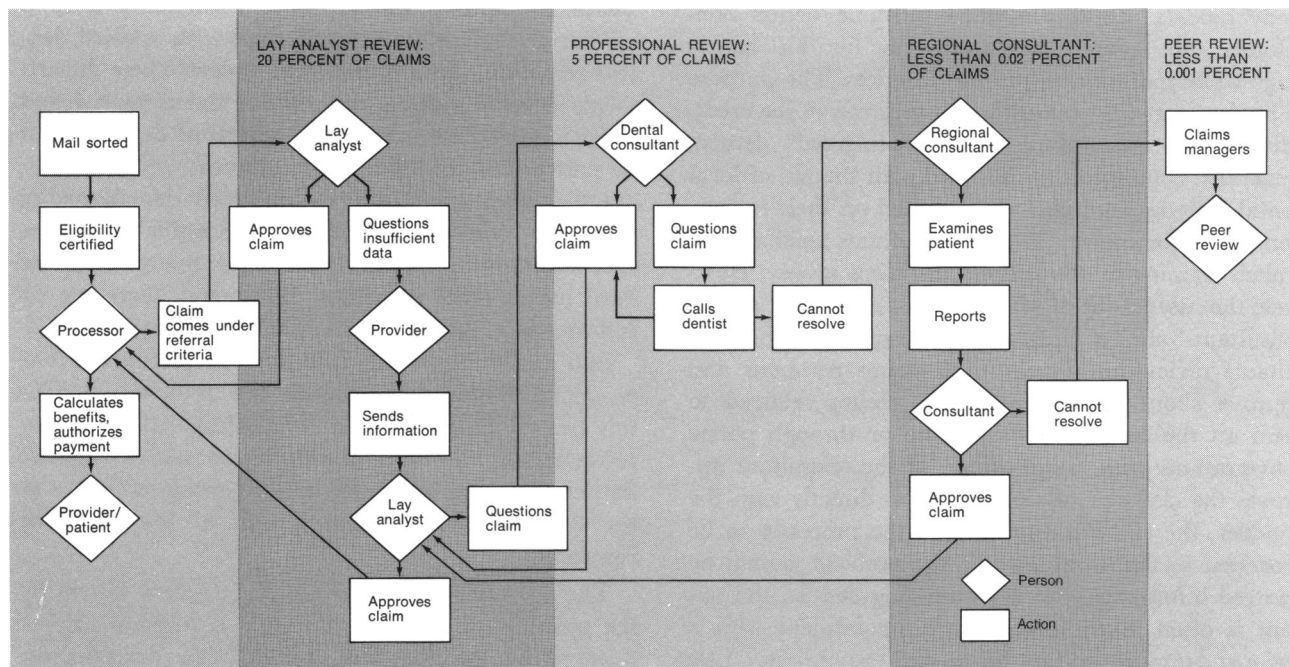 LAY ANALYST REVIEW:
20 PERCENT OF CLAIMS
PROFESSIONAL REVIEW:
5 PERCENT OF CLAIMS
REGIONAL CONSULTANT:
LESS THAN 0.02 PERCENT
OF CLAIMS
PEER REVIEW:
LESS THAN
0.001 PERCENT
Mail sorted
Eligibility
certified
Processor
Claim
comes under
referral
criteria
Calculates
benefits,
authorizes
payment
Provider/
patient
Lay
analyst
Approves
claim
Questions
insufficient
data
Provider
Sends
information
Lay
analyst
Questions
claim
Approves
claim
Dental
consultant
Approves
claim
Questions
claim
Calls
dentist
Cannot
resolve
Regional
consultant
Examines
patient
Reports
Consultant
Cannot
resolve
Approves
claim
Claims
managers
Peer
review
Person
Action